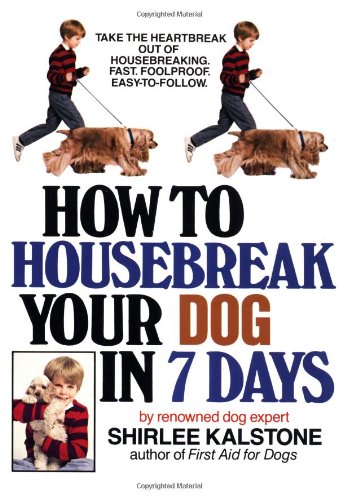 TAKE THE HEARTBREAK
OUT OF
HOUSEBREAKING.
FAST. FOOLPROOF.
EASY-TO-FOLLOW.
HOW TO
HOUSEBREAK
YOUR DOG
IN 7 DAYS
by renowned dog expert
SHIRLEE KALSTONE
author of First Aid for Dogs